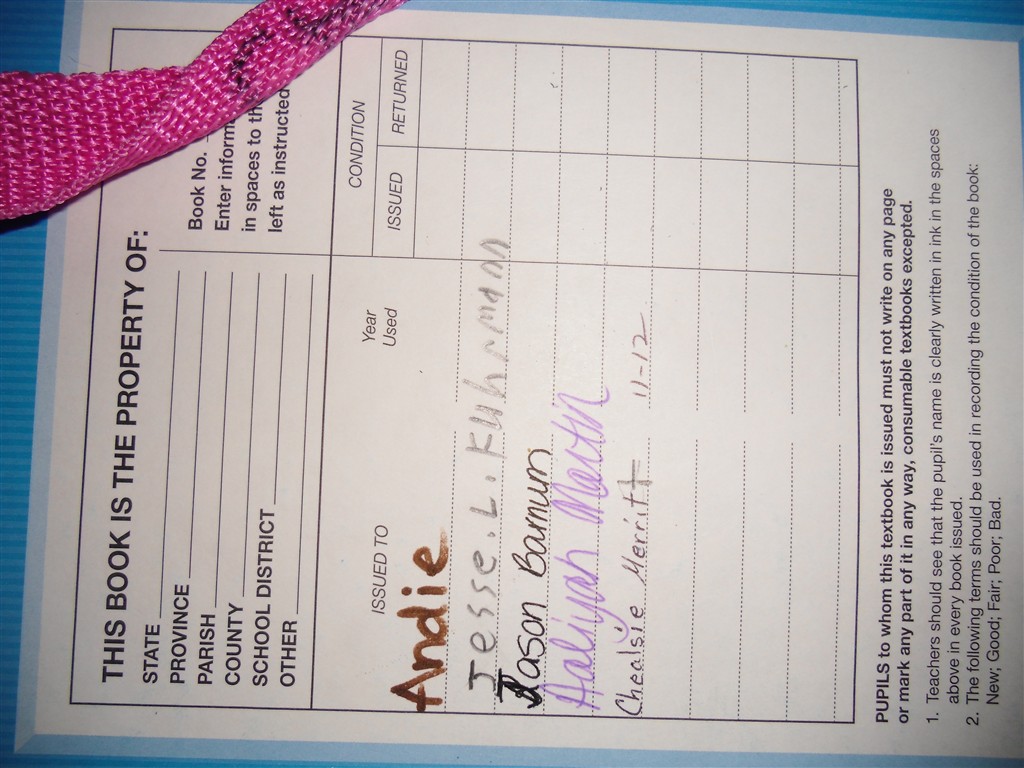 THIS BOOK IS THE PROPERTY OF:
STATE
PROVINCE
PARISH
COUNTY
SCHOOL DISTRICT
OTHER
Book No.
Enter inform
in spaces to th
left as instructed
ISSUED TO
Year Used
CONDITION
ISSUED
RETURNED
Andie
Jesse. L. Kuhrmann
Jason Barnum
Aaliyah
Chealsie Merritt 11-12
PUPILS to whom this textbook is issued must not write on any page
or mark any part of it in any way, consumable textbooks excepted.
1. Teachers should see that the pupil's name is clearly written in ink in the spaces
above in every book issued.
2. The following terms should be used in recording the condition of the book:
New; Good; Fair; Poor; Bad.